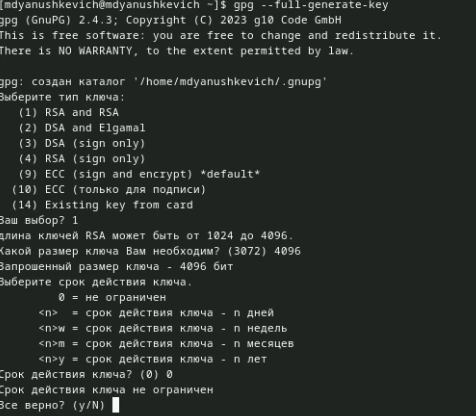 [mdyanushkevich@mdyanushkevich ~]$ gpg --full-generate-key
gpg (GnuPG) 2.4.3; Copyright (C) 2023 g10 Code GmbH
This is free software: you are free to change and redistribute it.
There is NO WARRANTY, to the extent permitted by law.

gpg: создан каталог '/home/mdyanushkevich/.gnupg'
Выберите тип ключа:
   (1) RSA and RSA
   (2) DSA and Elgamal
   (3) DSA (sign only)
   (4) RSA (sign only)
   (9) ECC (sign and encrypt) *default*
  (10) ECC (только для подписи)
  (14) Existing key from card
Ваш выбор? 1
длина ключей RSA может быть от 1024 до 4096.
Какой размер ключа Вам необходим? (3072) 4096
Запрошенный размер ключа - 4096 бит
Выберите срок действия ключа.
         0 = не ограничен
      <n>  = срок действия ключа - n дней
      <n>w = срок действия ключа - n недель
      <n>m = срок действия ключа - n месяцев
      <n>y = срок действия ключа - n лет
Срок действия ключа? (0) 0
Срок действия ключа не ограничен
Все верно? (y/N)